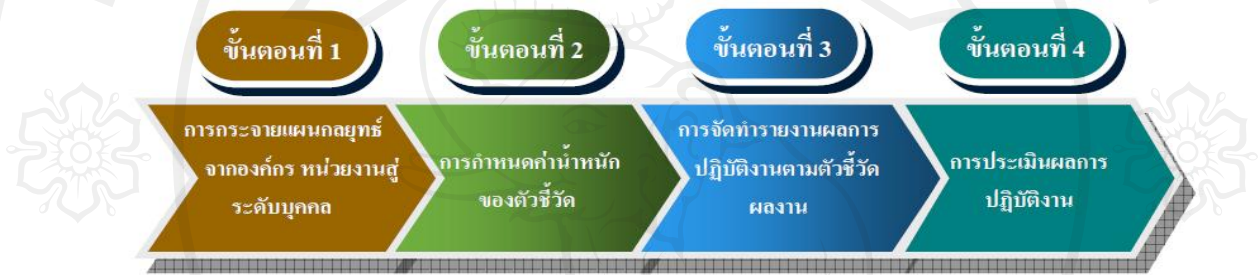 ขั้นตอนที่ 1
ขั้นตอนที่ 2
ขั้นตอนที่ 3
ขั้นตอนที่ 4
การกระจายแผนกลยุทธ์
จากองค์กร หน่วยงานสู่
ระดับบุคคล
การกำหนดค่าน้ำหนัก
ของตัวชี้วัด
การจัดทำรายงานผลการ
ปฏิบัติงานตามตัวชี้วัด
ผลงาน
การประเมินผลการ
ปฏิบัติงาน